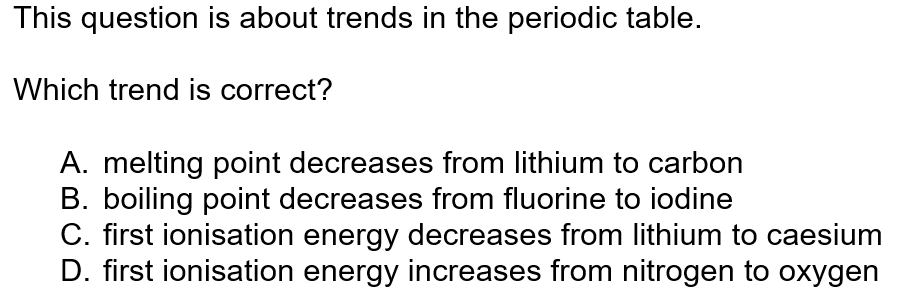 This question is about trends in the periodic table.
Which trend is correct?
A. melting point decreases from lithium to carbon
B. boiling point decreases from fluorine to iodine
C. first ionisation energy decreases from lithium to caesium
D. first ionisation energy increases from nitrogen to oxygen